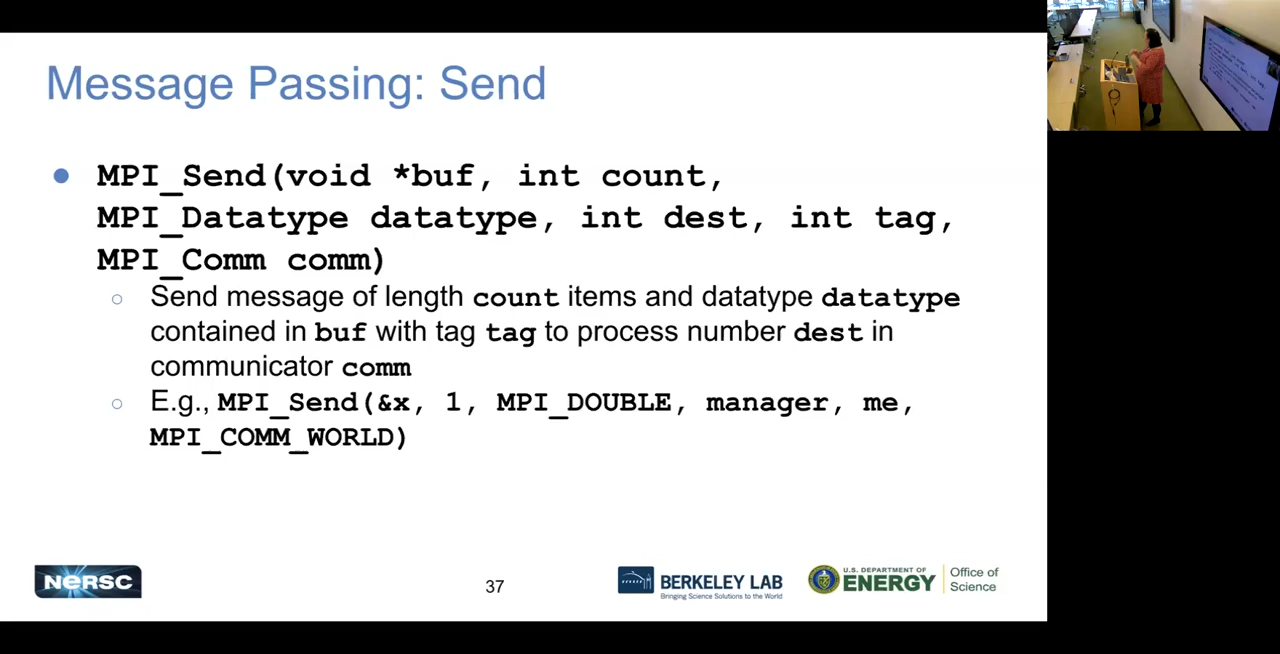 Message Passing: Send
● MPI_Send(void *buf, int count,
MPI_Datatype datatype, int dest, int tag,
MPI_Comm comm)
○ Send message of length count items and datatype datatype
contained in buf with tag tag to process number dest in
communicator comm
○ E.g., MPI_Send(&x, 1, MPI_DOUBLE, manager, me,
MPI_COMM_WORLD)
NERSC
37
BERKELEY LAB
Bringing Science Solutions to the World
U.S. DEPARTMENT OF
ENERGY
Office of
Science